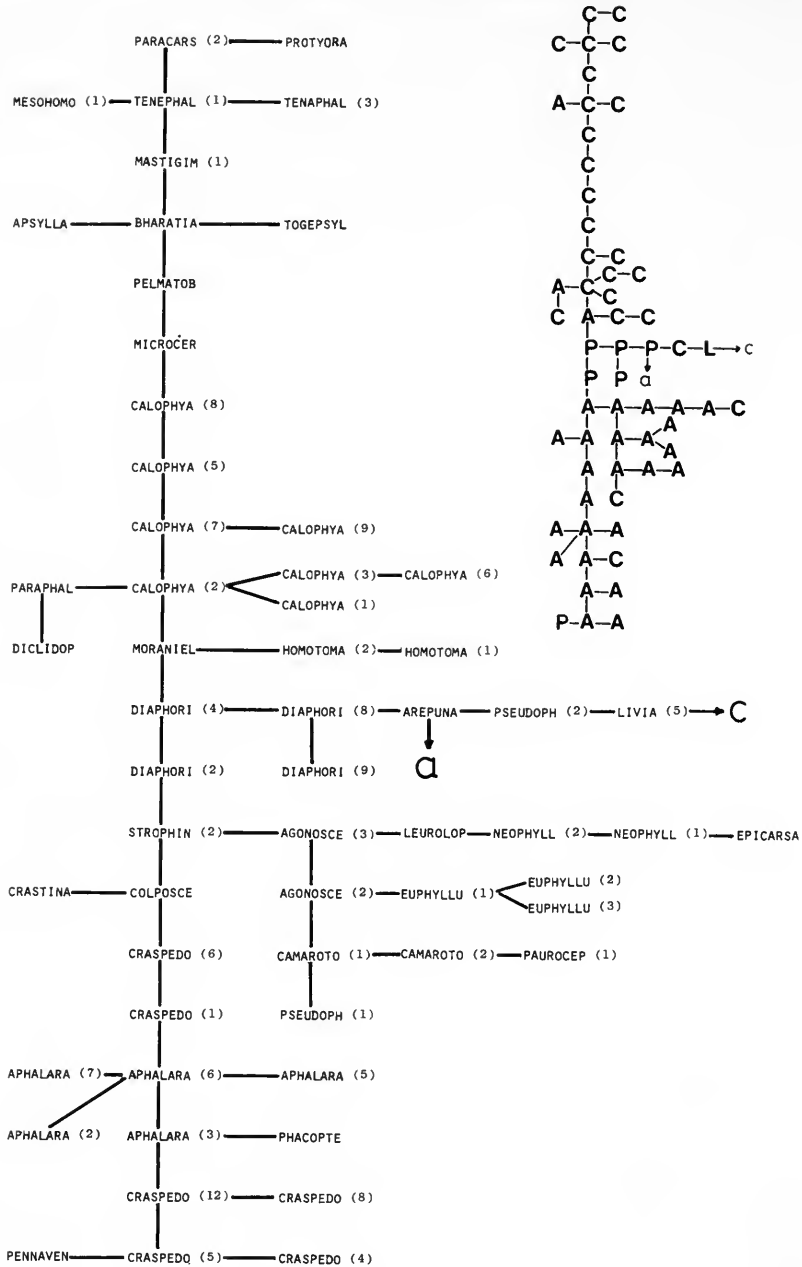 PARACARS (2) PROTYORA
MESOHOMO (1) TENEPHAL (1) TENAPHAL (3)
MASTIGIM (1)
APSYLLA BHARATIA TOGEPSYL
PELMATOB
MICROCER
CALOPHYA (8)
CALOPHYA (5)
CALOPHYA (7) CALOPHYA (9)
CALOPHYA (3) CALOPHYA (6)
PARAPHAL CALOPHYA (2)
CALOPHYA (1)
DICLIDOP MORANIEL HOMOTOMA (2) HOMOTOMA (1)
DIAPHORI (4) DIAPHORI (8) AREPUNA PSEUDOPH (2) LIVIA (5) C
a
DIAPHORI (2) DIAPHORI (9)
STROPHIN (2) AGONOSCE (3) LEUROLOP NEOPHYLL (2) NEOPHYLL (1) EPICARSA
EUPHYLLU (2)
CRASTINA COLPOSCE AGONOSCE (2) EUPHYLLU (1)
EUPHYLLU (3)
CRASPEDO (6) CAMAROTO (1) CAMAROTO (2) PAUROCEP (1)
CRASPEDO (1) PSEUDOPH (1)
APHALARA (7) APHALARA (6) APHALARA (5)
APHALARA (2) APHALARA (3) PHACOPTE
CRASPEDO (12) CRASPEDO (8)
PENNAVEN CRASPEDO (5) CRASPEDO (4)
C C
C C C
C
A C C
C
C
C
C
C C
C C
A C
C
C A C C
P P P C L c
P P a
A A A A A C
A
A A A A
A
A A A A
A C
A A A
A A C
A A
P A A